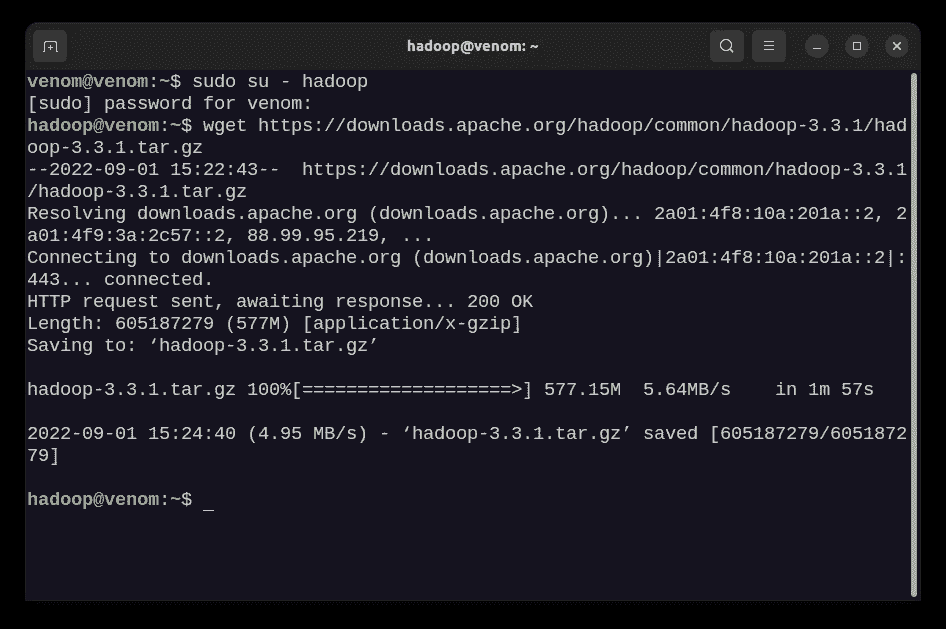 hadoop@venom: ~
venom@venom:~$ sudo su - hadoop
[sudo] password for venom:
hadoop@venom:~$ wget https://downloads.apache.org/hadoop/common/hadoop-3.3.1/had
oop-3.3.1.tar.gz
--2022-09-01 15:22:43--  https://downloads.apache.org/hadoop/common/hadoop-3.3.1
/hadoop-3.3.1.tar.gz
Resolving downloads.apache.org (downloads.apache.org)... 2a01:4f8:10a:201a::2, 2
a01:4f9:3a:2c57::2, 88.99.95.219, ...
Connecting to downloads.apache.org (downloads.apache.org)|2a01:4f8:10a:201a::2|:
443... connected.
HTTP request sent, awaiting response... 200 OK
Length: 605187279 (577M) [application/x-gzip]
Saving to: ‘hadoop-3.3.1.tar.gz’
hadoop-3.3.1.tar.gz 100%[===================>] 577.15M  5.64MB/s    in 1m 57s
2022-09-01 15:24:40 (4.95 MB/s) - ‘hadoop-3.3.1.tar.gz’ saved [605187279/6051872
79]
hadoop@venom:~$ _